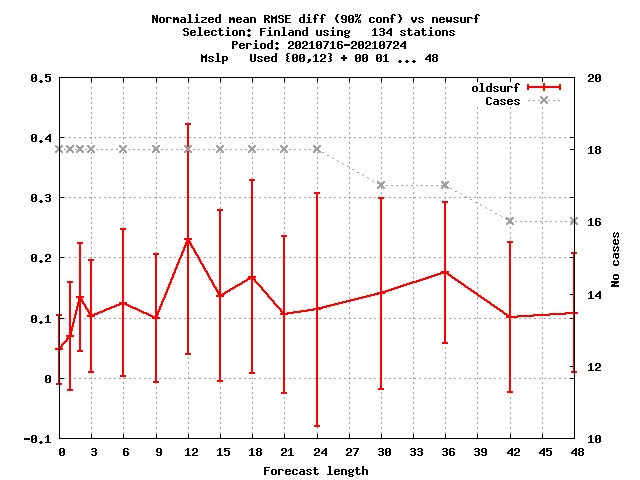 Normalized mean RMSE diff (90% conf) vs newsurf
Selection: Finland using   134 stations
Period: 20210716-20210724
Mslp   Used {00,12} + 00 01 ... 48
oldsurf
Cases
0.5
0.4
0.3
0.2
0.1
0
-0.1
20
18
16
14
12
10
No cases
0 3 6 9 12 15 18 21 24 27 30 33 36 39 42 45 48
Forecast length